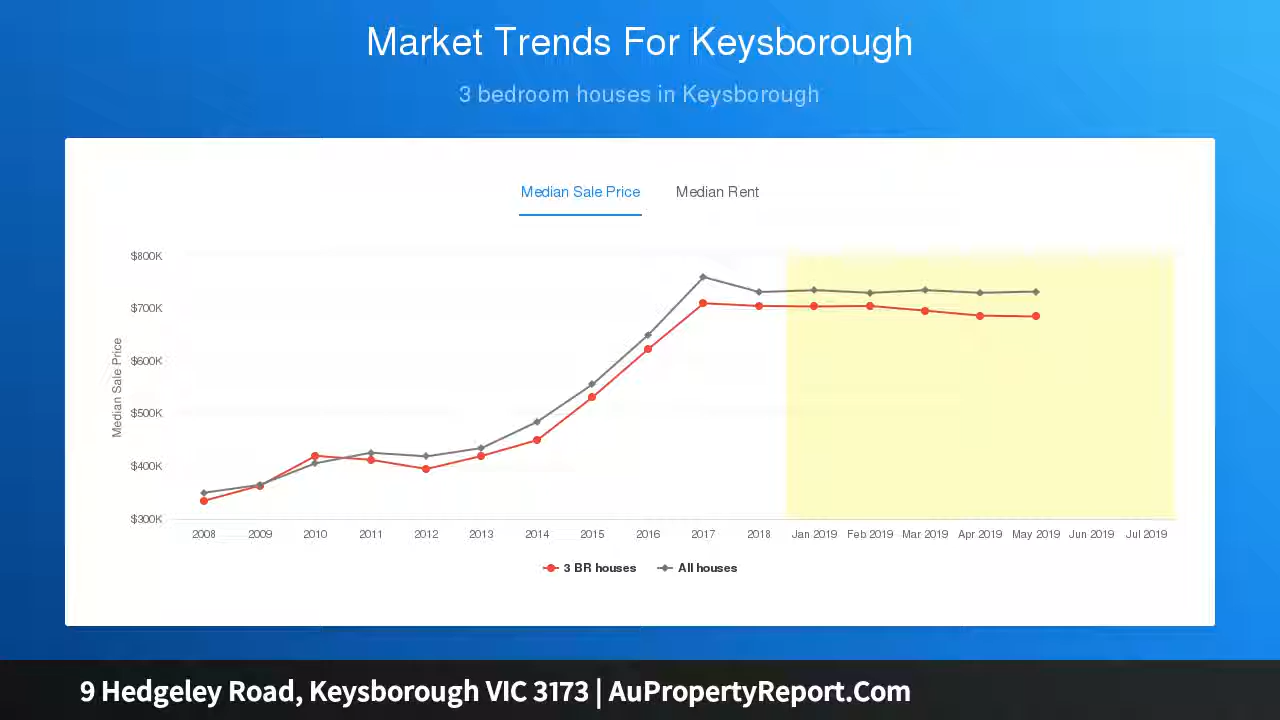 Market Trends For Keysborough
3 bedroom houses in Keysborough
Median Sale Price Median Rent
$800K
$700K
$600K
$500K
$400K
$300K
Median Sale Price
2008 2009 2010 2011 2012 2013 2014 2015 2016 2017 2018 Jan 2019 Feb 2019 Mar 2019 Apr 2019 May 2019 Jun 2019 Jul 2019
3 BR houses All houses
9 Hedgeley Road, Keysborough VIC 3173 | AuPropertyReport.Com